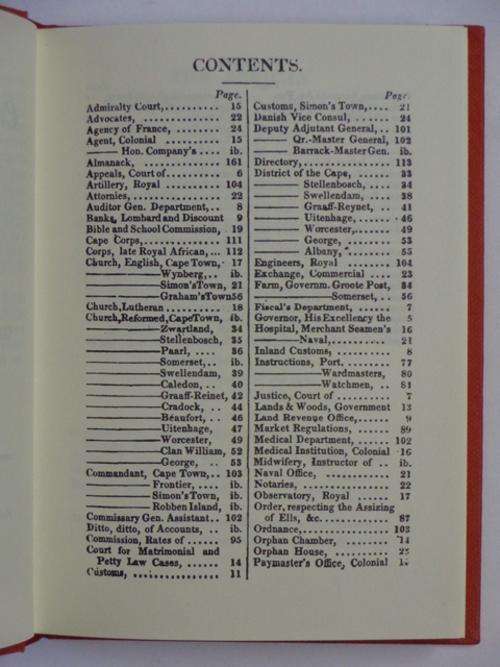 CONTENTS.
Page.
Admiralty Court,.......... 15
Advocates, ........ 22
Agency of France, ........ 24
Agent, Colonial ......... 15
—— Hon. Company's .... ib.
Almanack, .............. 161
Appeals, Court of.......... 6
Artillery, Royal .......... 104
Attornies,............... 22
Auditor Gen. Department,.. 8
Banks, Lombard and Discount 9
Bible and School Commission, 19
Cape Corps,.............. 111
Corps, late Royal African,... 112
Church, English, Cape Town, 17
—— Wynberg,.. ib.
—— Simon'sTown, 21
—— Graham'sTown 56
Church, Lutheran ......... 18
Church, Reformed, CapeTown, ib.
—— Zwartland, 34
—— Stellenbosch, 35
—— Paarl, .... 36
—— Somerset,.. ib.
—— Swellendam, 39
—— Caledon, .. 40
—— Graaff-Reinet, 42
—— Cradock, .. 44
—— Beaufort, .. 46
—— Uitenhage, 47
—— Worcester, 49
—— Clan William, 52
—— George, .. 53
Commandant, Cape Town,.. 103
—— Frontier, .... ib.
—— Simon's Town, ib.
—— Robben Island, ib.
Commissary Gen. Assistant.. 102
Ditto, ditto, of Accounts, .. ib.
Commission, Rates of ...... 95
Court for Matrimonial and
Petty Law Cases, ...... 14
Customs, .............. 11
Page.
Customs, Simon's Town,.... 21
Danish Vice Consul, ...... 24
Deputy Adjutant General,.. 101
—— Qr.-Master General, 102
—— Barrack-Master Gen. ib.
Directory,................ 113
District of the Cape, ...... 33
—— Stellenbosch, .... 34
—— Swellendam, .... 38
—— Graaff-Reynet, .. 41
—— Uitenhage, ...... 46
—— Worcester,....... 49
—— George, ........ 53
—— Albany, ......... 55
Engineers, Royal ........ 104
Exchange, Commercial .... 23
Farm, Governm. Groote Post, 84
—— Somerset, .. 56
Fiscal's Department, ...... 7
Governor, His Excellency the 5
Hospital, Merchant Seamen's 16
—— Naval,........... 21
Inland Customs, .......... 8
Instructions, Port. ........ 77
—— Wardmasters, 80
—— Watchmen, .. 81
Justice, Court of .......... 7
Lands & Woods, Government 13
Land Revenue Office,...... 9
Market Regulations, ...... 89
Medical Department, ...... 102
Medical Institution, Colonial 16
Midwifery, Instructor of .. ib.
Naval Office, ............ 21
Notaries, ................ 22
Observatory, Royal ...... 17
Order, respecting the Assizing
of Ells, &c............. 87
Ordnance,................ 103
Orphan Chamber, ......... 14
Orphan House, ..........
Paymaster's Office, Colonial